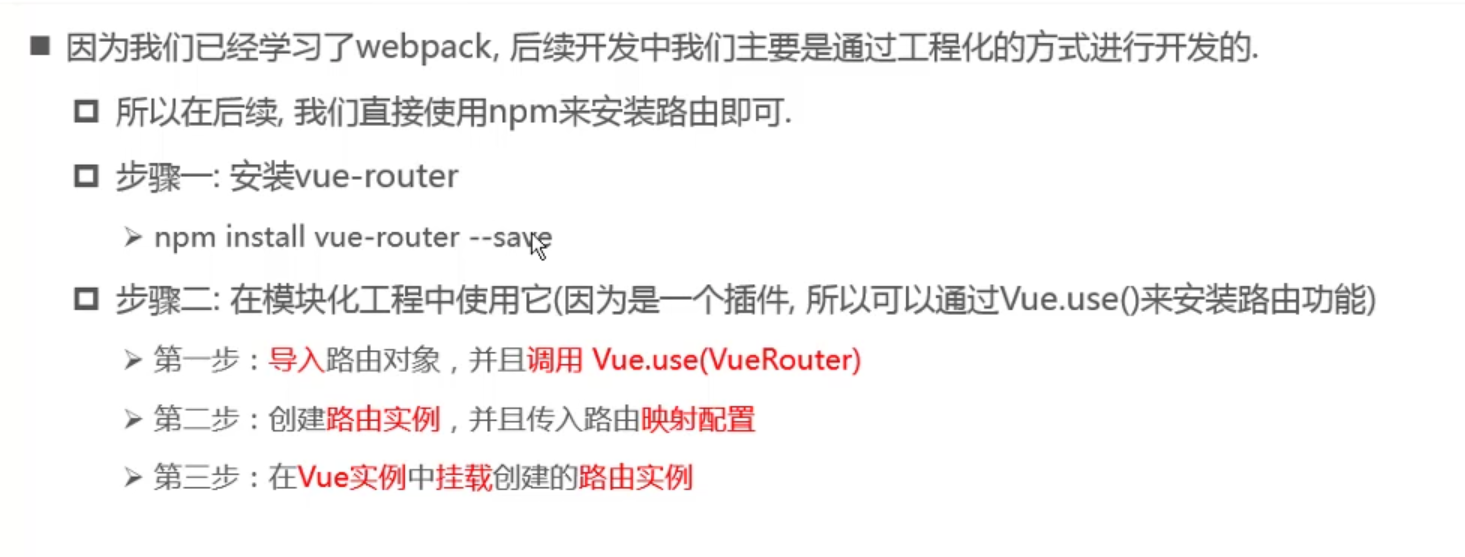 因为我们已经学习了webpack, 后续开发中我们主要是通过工程化的方式进行开发的.
所以在后续, 我们直接使用npm来安装路由即可.
步骤一: 安装vue-router
npm install vue-router --save
步骤二: 在模块化工程中使用它(因为是一个插件, 所以可以通过Vue.use()来安装路由功能)
第一步：导入路由对象，并且调用 Vue.use(VueRouter)
第二步：创建路由实例，并且传入路由映射配置
第三步：在Vue实例中挂载创建的路由实例